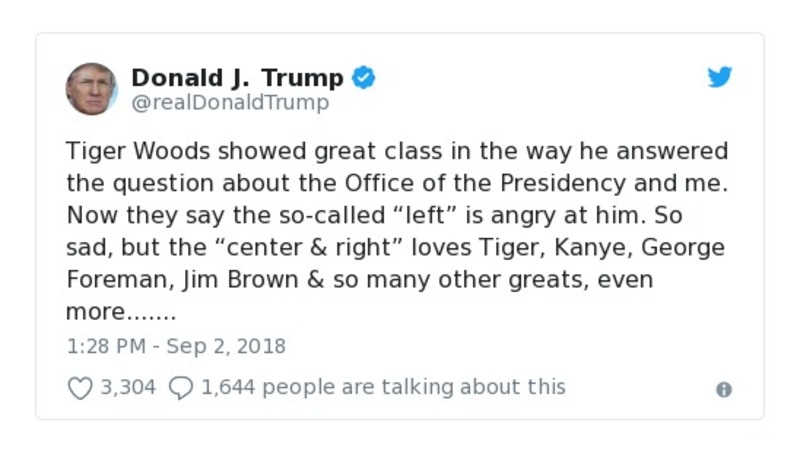 Donald J. Trump
@realDonaldTrump
Tiger Woods showed great class in the way he answered
the question about the Office of the Presidency and me.
Now they say the so-called “left” is angry at him. So
sad, but the “center & right” loves Tiger, Kanye, George
Foreman, Jim Brown & so many other greats, even
more.......
1:28 PM - Sep 2, 2018
3,304 1,644 people are talking about this